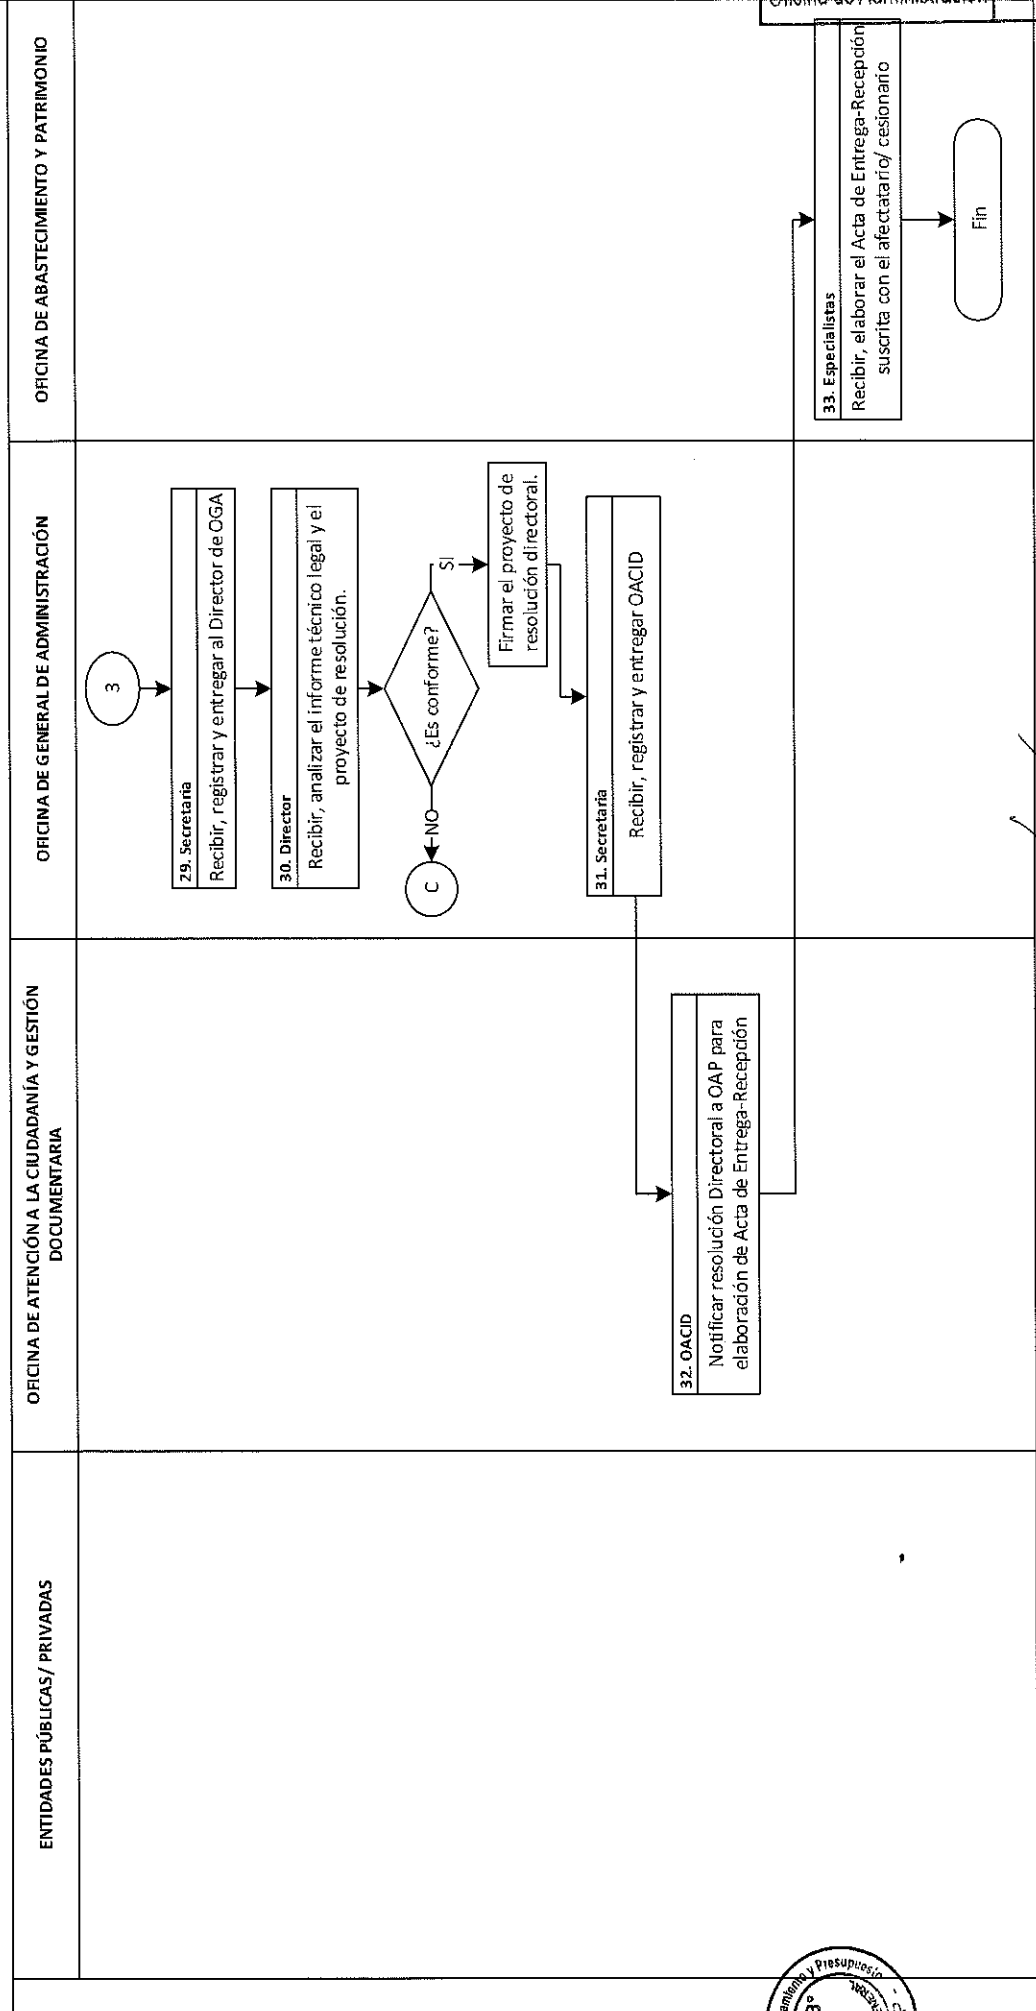 ENTIDADES PÚBLICAS/ PRIVADAS
OFICINA DE ATENCIÓN A LA CIUDADANÍA Y GESTIÓN
DOCUMENTARIA
OFICINA DE GENERAL DE ADMINISTRACIÓN
OFICINA DE ABASTECIMIENTO Y PATRIMONIO
3
29. Secretaria
Recibir, registrar y entregar al Director de OGA
30. Director
Recibir, analizar el informe técnico legal y el
proyecto de resolución.
¿Es conforme?
NO
C
SI
Firmar el proyecto de
resolución directoral.
31. Secretaria
Recibir, registrar y entregar OACID
32. OACID
Notificar resolución Directoral a OAP para
elaboración de Acta de Entrega-Recepción
33. Especialistas
Recibir, elaborar el Acta de Entrega-Recepción
suscrita con el afectatario/ cesionario
Fin
y Presupuesto